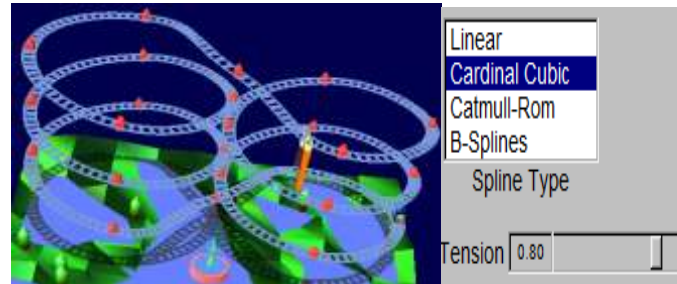 Linear
Cardinal Cubic
Catmull-Rom
B-Splines
Spline Type
Tension 0.80